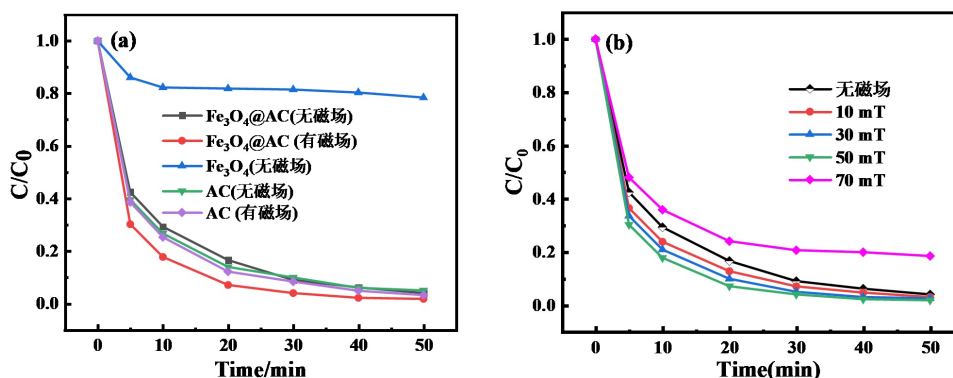 (a)
C/C₀
1.0
0.8
0.6
0.4
0.2
0.0
Fe₃O₄@AC(无磁场)
Fe₃O₄@AC (有磁场)
Fe₃O₄(无磁场)
AC(无磁场)
AC (有磁场)
0 10 20 30 40 50
Time/min
(b)
C/C₀
1.0
0.8
0.6
0.4
0.2
0.0
无磁场
10 mT
30 mT
50 mT
70 mT
0 10 20 30 40 50
Time(min)